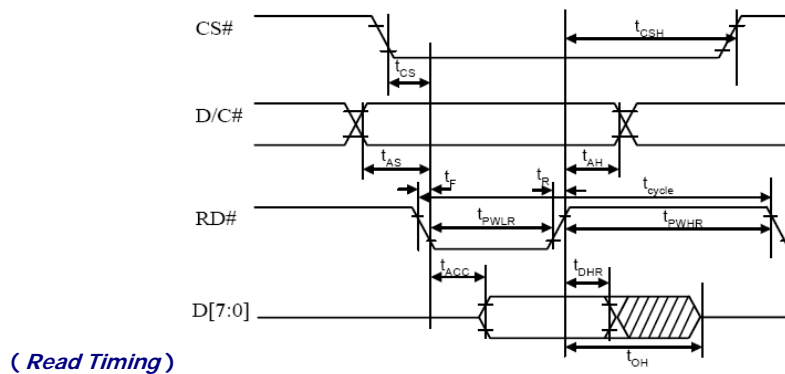 CS#
tCSH
tCS
D/C#
tAS
tAH
tF
tR
tcycle
RD#
tPWLR
tPWHR
tACC
tDHR
D[7:0]
tOH
( Read Timing )